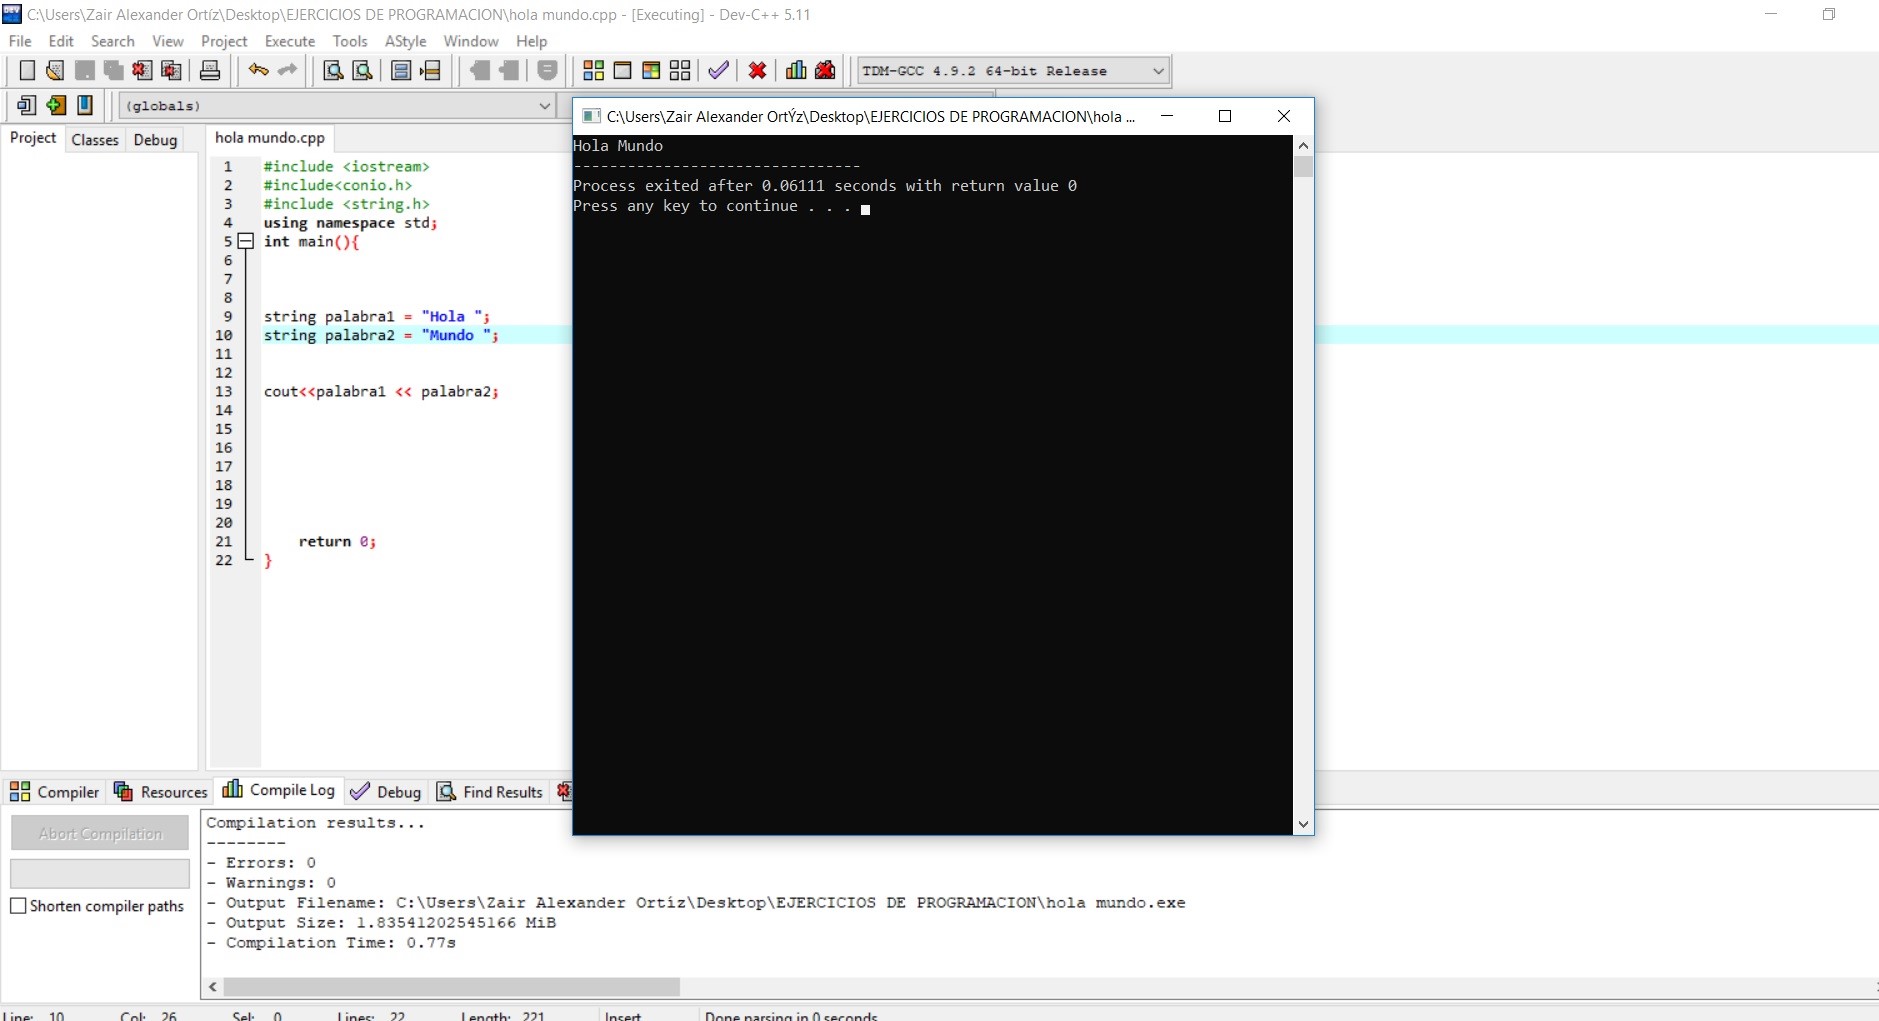 C:\Users\Zair Alexander Ortíz\Desktop\EJERCICIOS DE PROGRAMACION\hola mundo.cpp - [Executing] - Dev-C++ 5.11
File Edit Search View Project Execute Tools AStyle Window Help
TDM-GCC 4.9.2 64-bit Release
(globals)
Project Classes Debug
hola mundo.cpp
1 #include <iostream>
2 #include<conio.h>
3 #include <string.h>
4 using namespace std;
5 int main(){
6
7
8
9 string palabra1 = "Hola ";
10 string palabra2 = "Mundo ";
11
12
13 cout<<palabra1 << palabra2;
14
15
16
17
18
19
20
21 return 0;
22 }
C:\Users\Zair Alexander OrtÝz\Desktop\EJERCICIOS DE PROGRAMACION\hola ...
Hola Mundo
--------------------------------
Process exited after 0.06111 seconds with return value 0
Press any key to continue . . .
Compiler Resources Compile Log Debug Find Results
Abort Compilation
Shorten compiler paths
Compilation results...
--------
- Errors: 0
- Warnings: 0
- Output Filename: C:\Users\Zair Alexander Ortíz\Desktop\EJERCICIOS DE PROGRAMACION\hola mundo.exe
- Output Size: 1.83541202545166 MiB
- Compilation Time: 0.77s
Line: 10 Col: 26 Sel: 0 Lines: 22 Length: 221 Insert Done parsing in 0 seconds